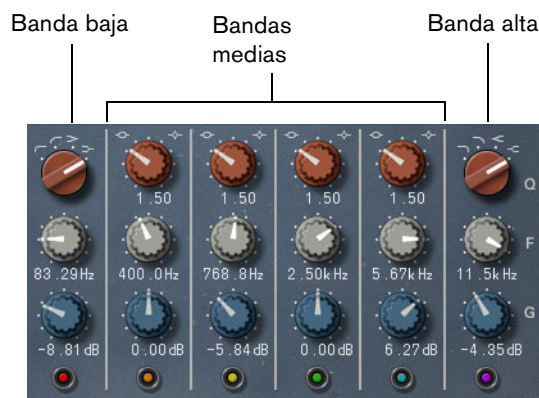 Banda baja
Bandas
medias
Banda alta
1.50 1.50 1.50 1.50 Q
F
83.29Hz 400.0Hz 768.8Hz 2.50kHz 5.67kHz 11.5kHz
G
-8.81dB 0.00dB -5.84dB 0.00dB 6.27dB -4.35dB